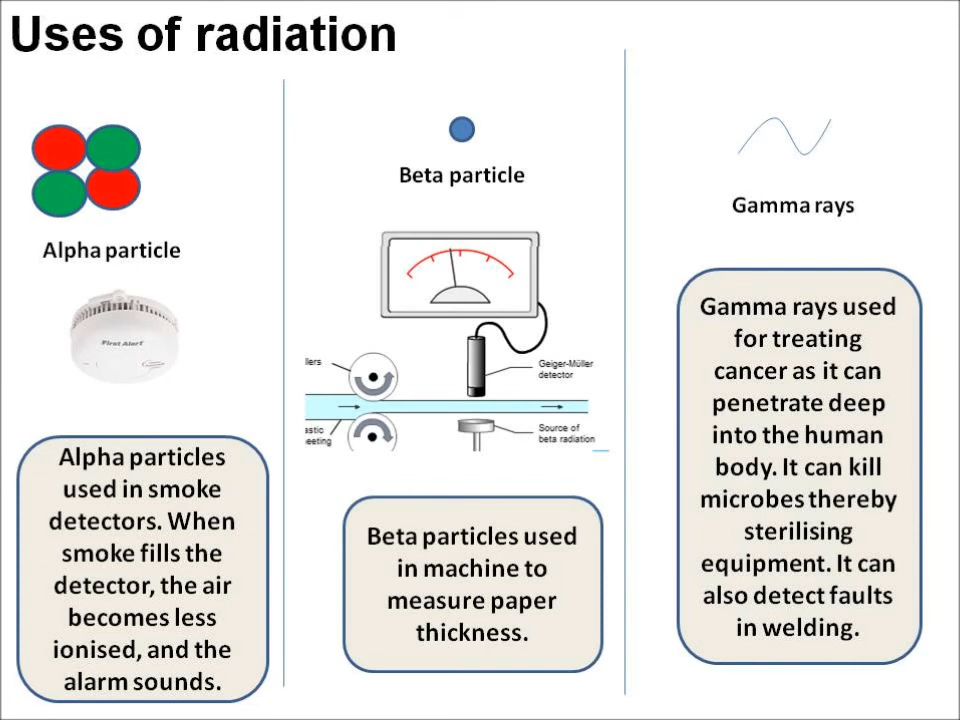 Uses of radiation
Alpha particle
First Alert
Alpha particles
used in smoke
detectors. When
smoke fills the
detector, the air
becomes less
ionised, and the
alarm sounds.
Beta particle
llers
Geiger-Müller
detector
astic
eeting
Source of
beta radiation
Beta particles used
in machine to
measure paper
thickness.
Gamma rays
Gamma rays used
for treating
cancer as it can
penetrate deep
into the human
body. It can kill
microbes thereby
sterilising
equipment. It can
also detect faults
in welding.